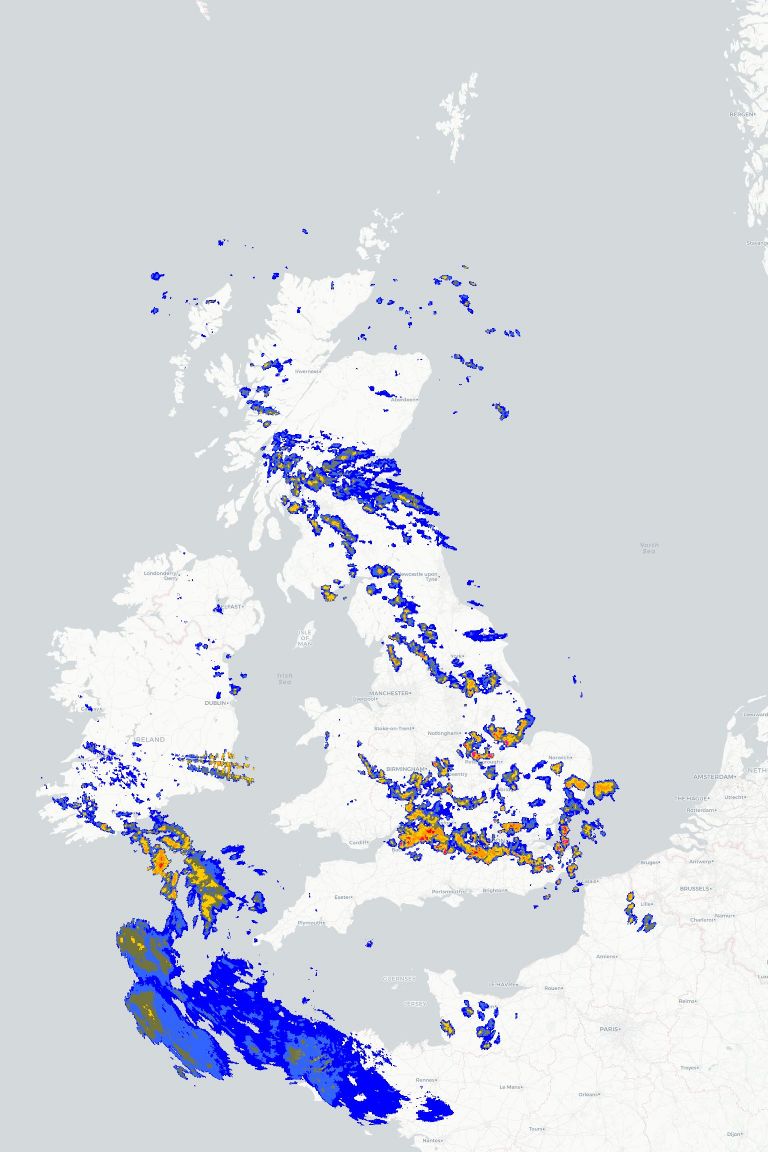 BERGEN
Stavanger
Inverness
Aberdeen
North
Sea
Londonderry/
Derry
Newcastle upon
Tyne
ISLE
OF
MAN
York
Irish
Sea
MANCHESTER
Liverpool
DUBLIN
Stoke-on-Trent
Nottingham
IRELAND
Peterborough
Norwich
BIRMINGHAM
Coventry
AMSTERDAM
THE HAGUE
Utrecht
Rotterdam
Cardiff
Bruges
Antwerp
Calais
BRUSSELS
Exeter
Portsmouth
Brighton
Lille
Charleroi
Namur
Plymouth
Amiens
GUERNSEY
LE HAVRE
Rouen
JERSEY
Reims
PARIS
Troyes
Rennes
Le Mans
Orléans
Tours
Dijon
Nantes